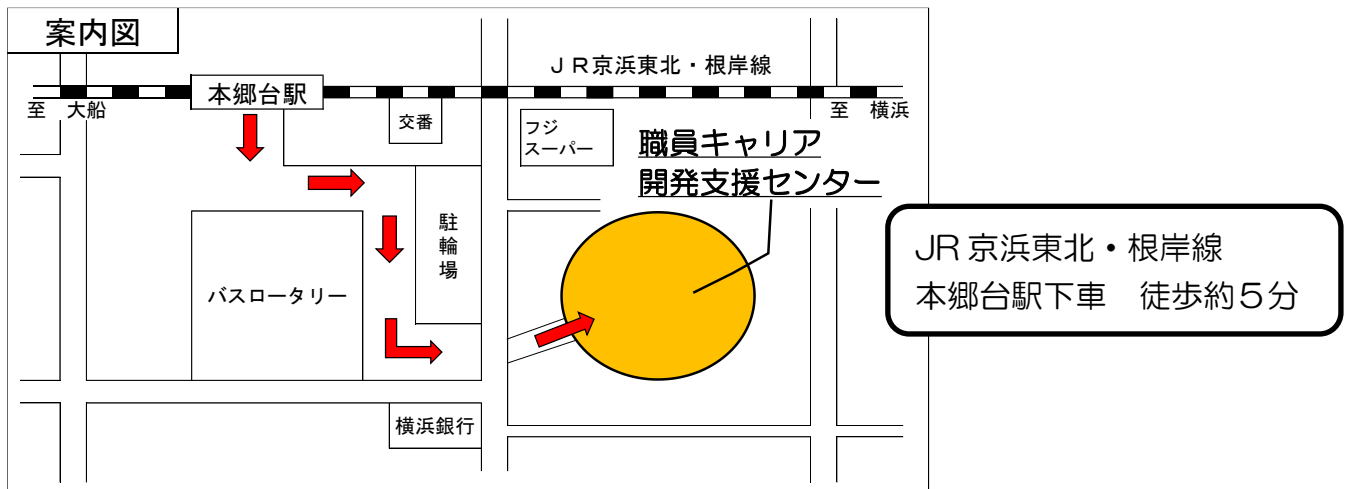 案内図
ＪＲ京浜東北・根岸線
本郷台駅
至 大船
至 横浜
交番
フジ
スーパー
職員キャリア
開発支援センター
駐輪場
バスロータリー
横浜銀行
JR京浜東北・根岸線
本郷台駅下車　徒歩約５分